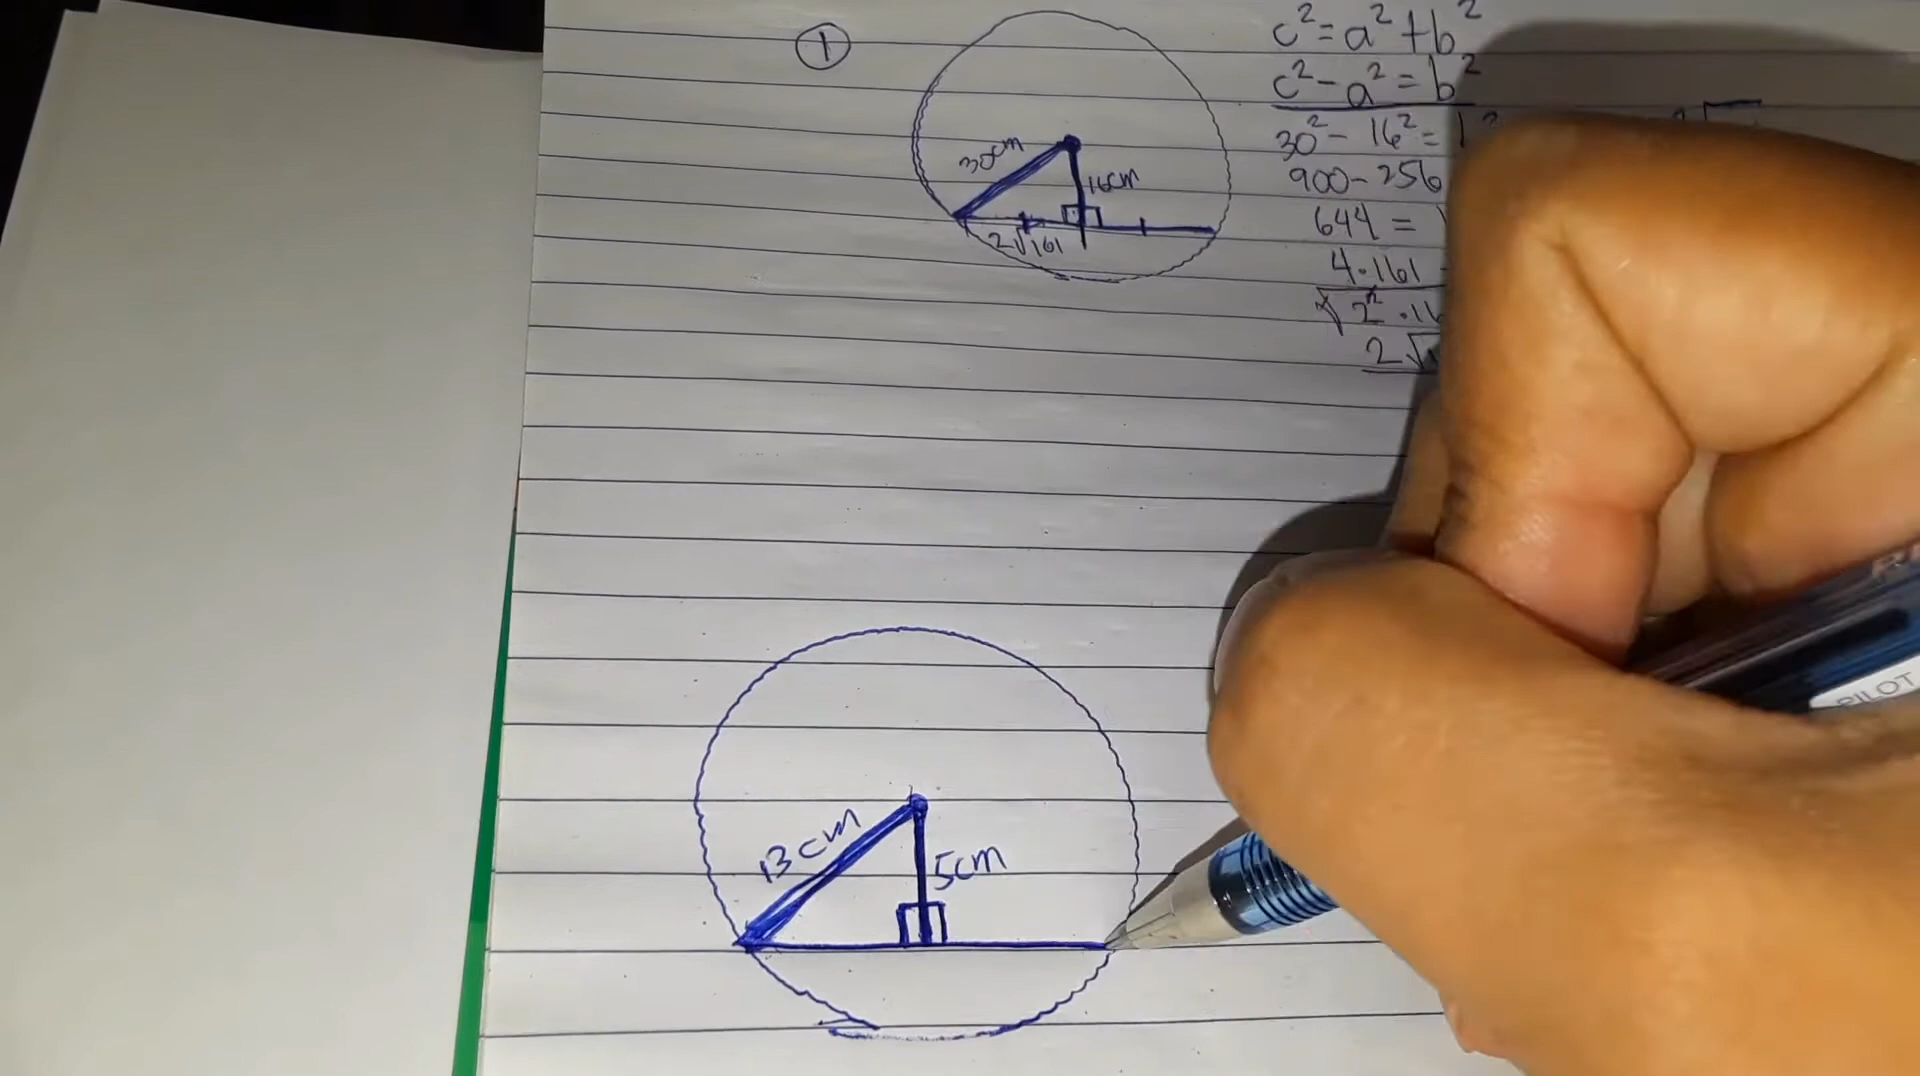 ①
30cm
16cm
2√161
c²=a²+b²
c²-a²=b²
30²-16²=
900-256
644 =
4·161
2²·
2√
13cm
5cm
PILOT